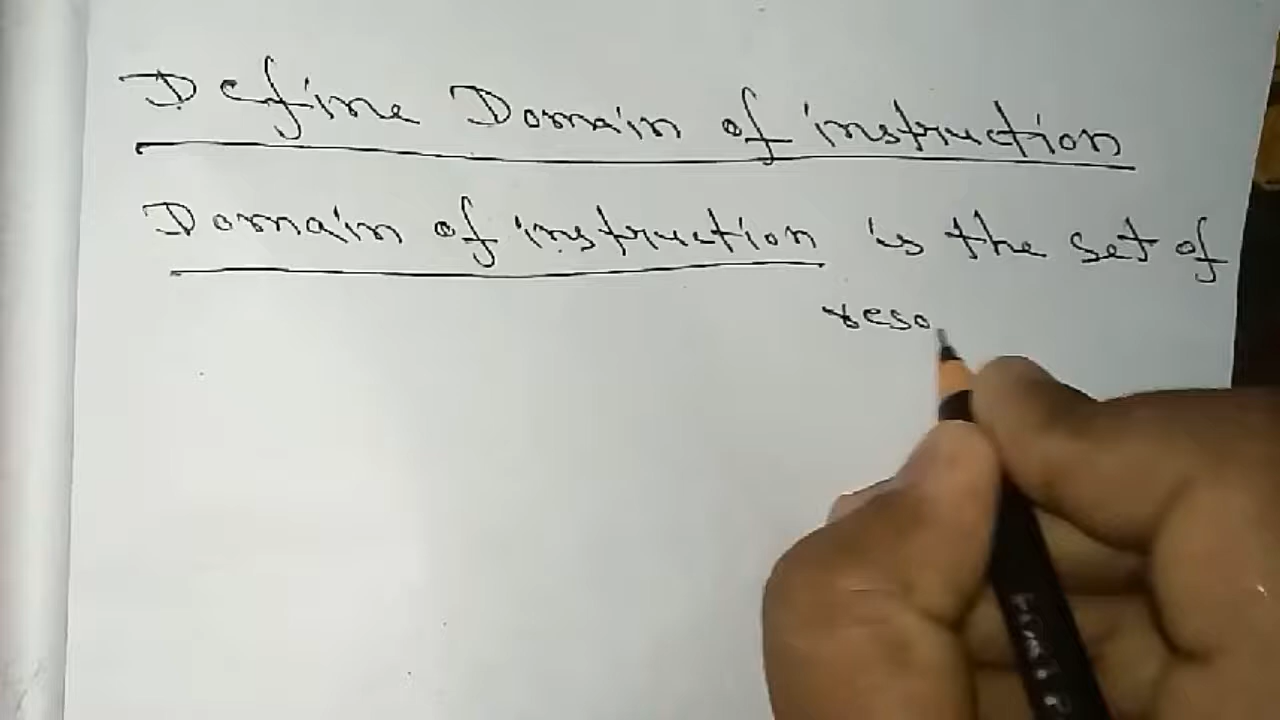 Define Domain of instruction
Domain of instruction is the set of
reso